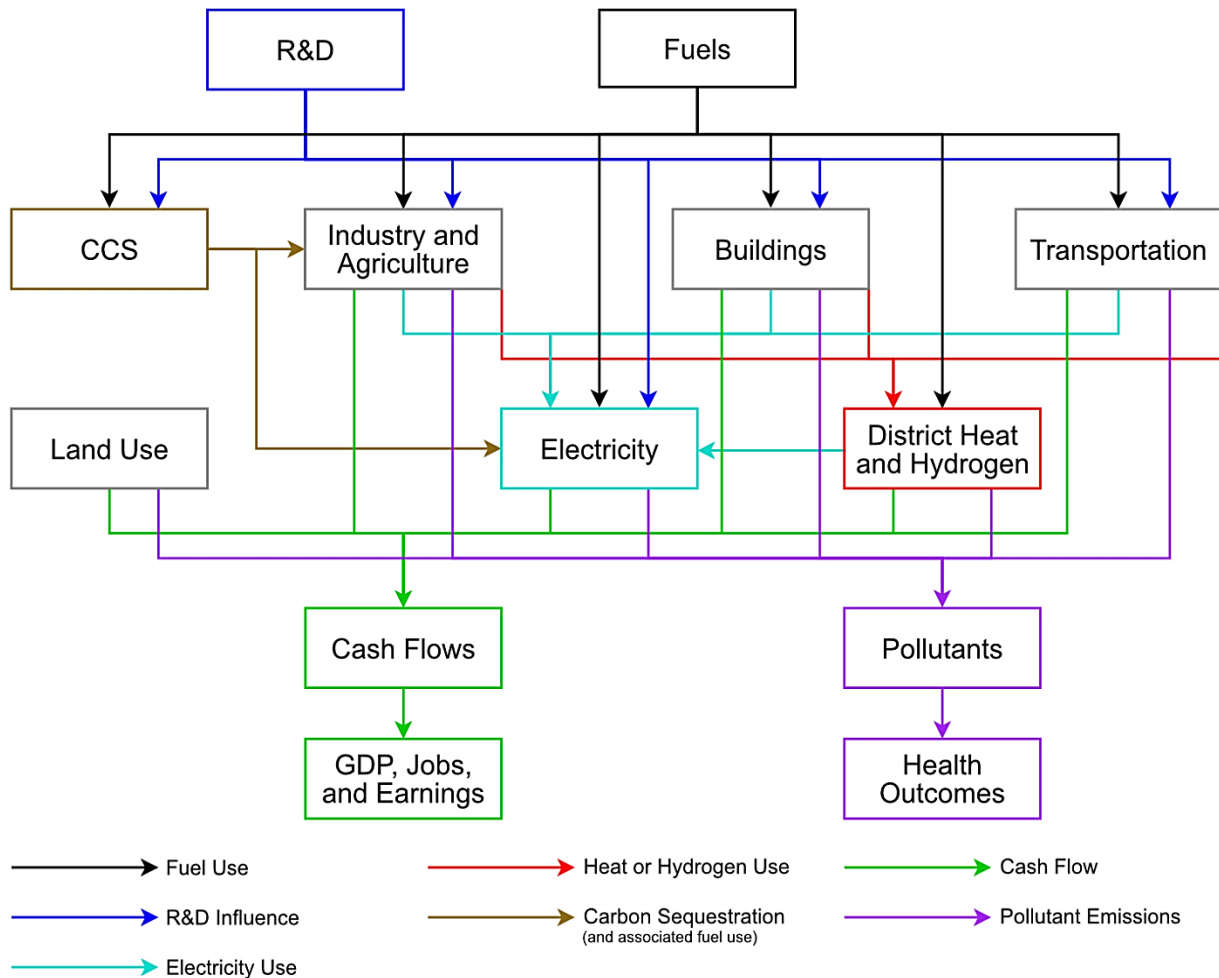 R&D
Fuels
CCS
Industry and
Agriculture
Buildings
Transportation
Land Use
Electricity
District Heat
and Hydrogen
Cash Flows
Pollutants
GDP, Jobs,
and Earnings
Health
Outcomes
Fuel Use
Heat or Hydrogen Use
Cash Flow
R&D Influence
Carbon Sequestration
(and associated fuel use)
Pollutant Emissions
Electricity Use